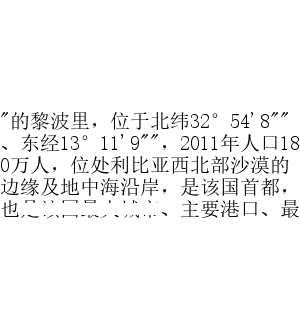 "的黎波里，位于北纬32°54'8""
、东经13°11'9""，2011年人口18
0万人，位处利比亚西北部沙漠的
边缘及地中海沿岸，是该国首都，
也是该国最大城市、主要港口、最